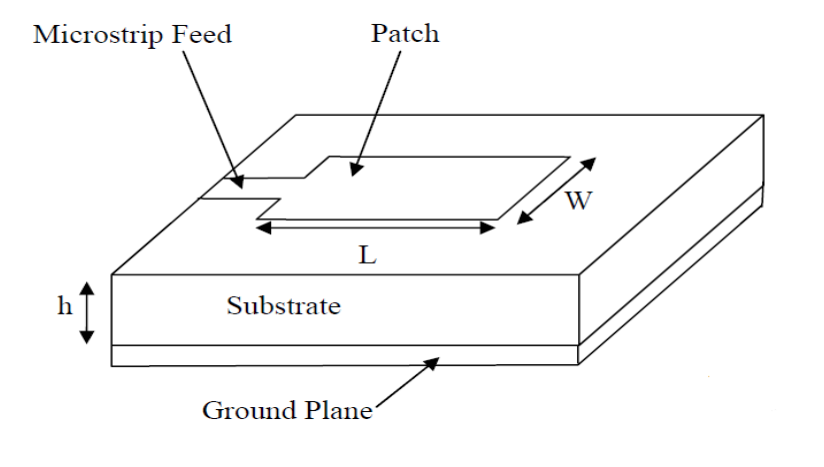 Microstrip Feed
Patch
W
L
h
Substrate
Ground Plane